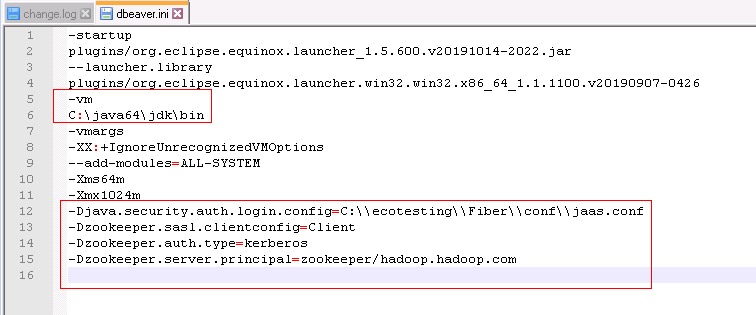 change.log dbeaver.ini
1 -startup
2 plugins/org.eclipse.equinox.launcher_1.5.600.v20191014-2022.jar
3 --launcher.library
4 plugins/org.eclipse.equinox.launcher.win32.win32.x86_64_1.1.1100.v20190907-0426
5 -vm
6 C:\java64\jdk\bin
7 -vmargs
8 -XX:+IgnoreUnrecognizedVMOptions
9 --add-modules=ALL-SYSTEM
10 -Xms64m
11 -Xmx1024m
12 -Djava.security.auth.login.config=C:\\ecotesting\\Fiber\\conf\\jaas.conf
13 -Dzookeeper.sasl.clientconfig=Client
14 -Dzookeeper.auth.type=kerberos
15 -Dzookeeper.server.principal=zookeeper/hadoop.hadoop.com
16